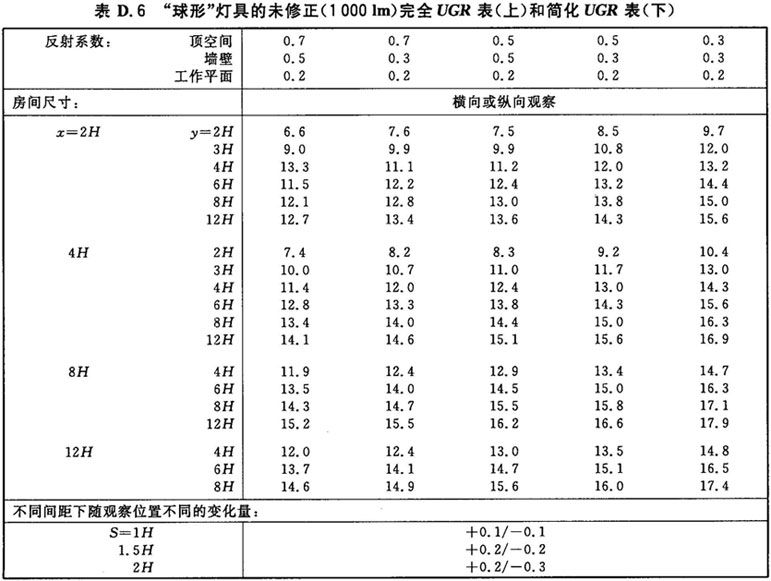 表 D.6 “球形”灯具的未修正(1 000 lm)完全 UGR 表(上)和简化 UGR 表(下)
反射系数: 顶空间 0.7 0.7 0.5 0.5 0.3
墙壁 0.5 0.3 0.5 0.3 0.3
工作平面 0.2 0.2 0.2 0.2 0.2
房间尺寸: 横向或纵向观察
x=2H y=2H 6.6 7.6 7.5 8.5 9.7
3H 9.0 9.9 9.9 10.8 12.0
4H 13.3 11.1 11.2 12.0 13.2
6H 11.5 12.2 12.4 13.2 14.4
8H 12.1 12.8 13.0 13.8 15.0
12H 12.7 13.4 13.6 14.3 15.6
4H 2H 7.4 8.2 8.3 9.2 10.4
3H 10.0 10.7 11.0 11.7 13.0
4H 11.4 12.0 12.4 13.0 14.3
6H 12.8 13.3 13.8 14.3 15.6
8H 13.4 14.0 14.4 15.0 16.3
12H 14.1 14.6 15.1 15.6 16.9
8H 4H 11.9 12.4 12.9 13.4 14.7
6H 13.5 14.0 14.5 15.0 16.3
8H 14.3 14.7 15.5 15.8 17.1
12H 15.2 15.5 16.2 16.6 17.9
12H 4H 12.0 12.4 13.0 13.5 14.8
6H 13.7 14.1 14.7 15.1 16.5
8H 14.6 14.9 15.6 16.0 17.4
不同间距下随观察位置不同的变化量:
S=1H +0.1/−0.1
1.5H +0.2/−0.2
2H +0.2/−0.3